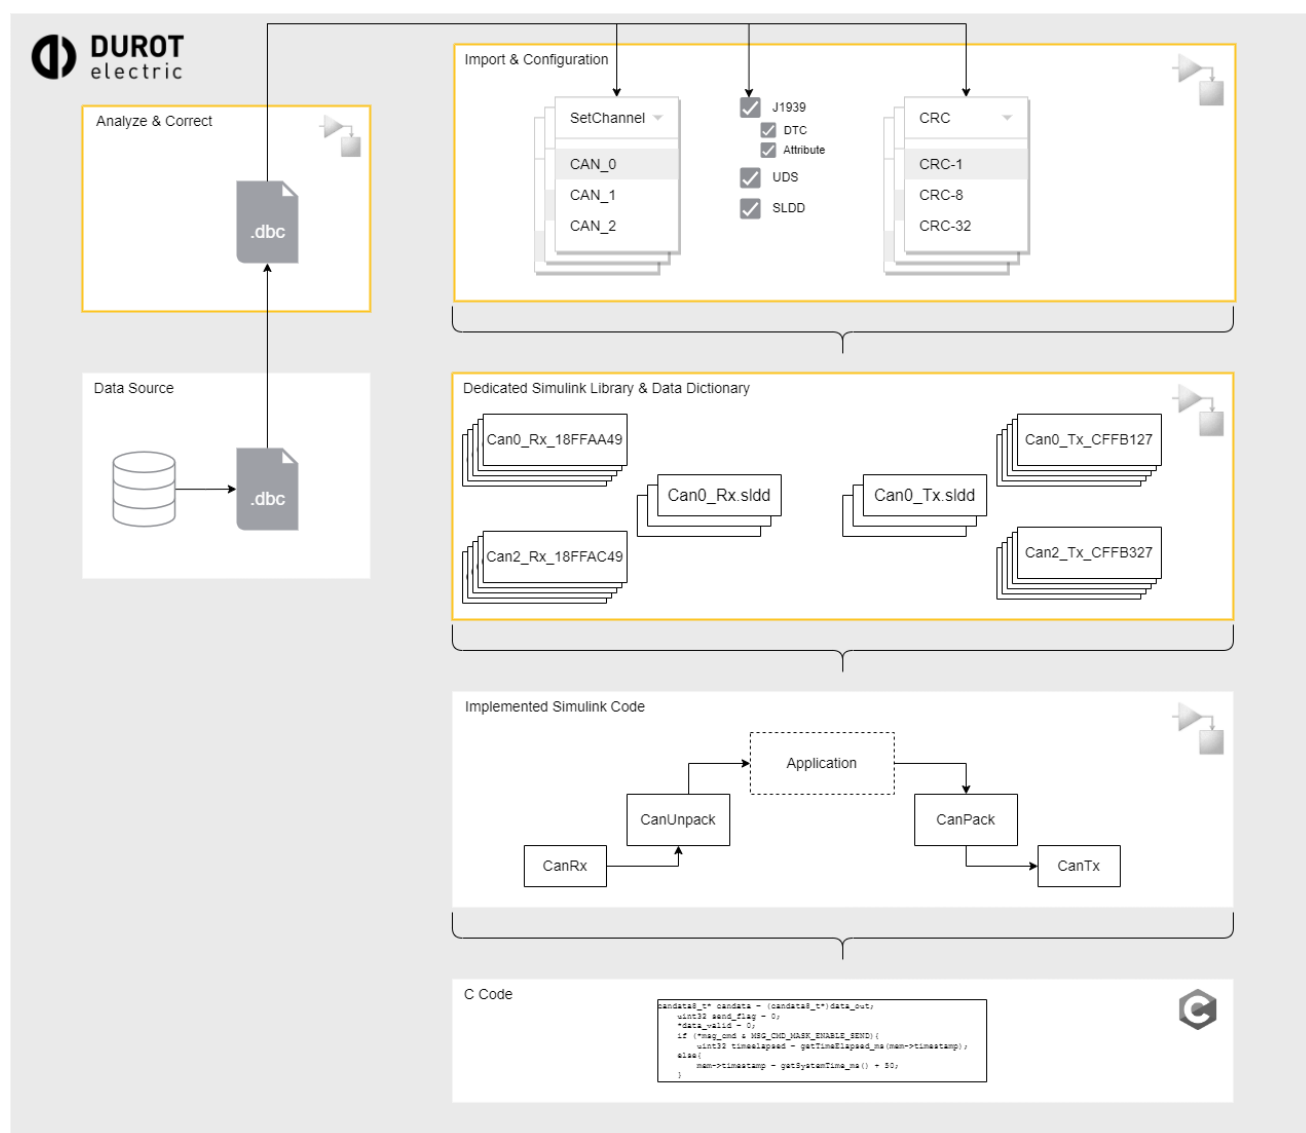 DUROT
electric
Analyze & Correct
.dbc
Data Source
.dbc
Import & Configuration
SetChannel
CAN_0
CAN_1
CAN_2
J1939
DTC
Attribute
UDS
SLDD
CRC
CRC-1
CRC-8
CRC-32
Dedicated Simulink Library & Data Dictionary
Can0_Rx_18FFAA49
Can0_Tx_CFFB127
Can0_Rx.sldd
Can0_Tx.sldd
Can2_Rx_18FFAC49
Can2_Tx_CFFB327
Implemented Simulink Code
Application
CanUnpack
CanPack
CanRx
CanTx
C Code
C
candata8_t* candata = (candata8_t*)data_out;
uint32 send_flag = 0;
*data_valid = 0;
if (*msg_cmd & MSG_CMD_MASK_ENABLE_SEND){
uint32 timeelapsed = getTimeElapsed_ms(mem->timestamp);
else{
mem->timestamp = getSystemTime_ms() + 50;
}